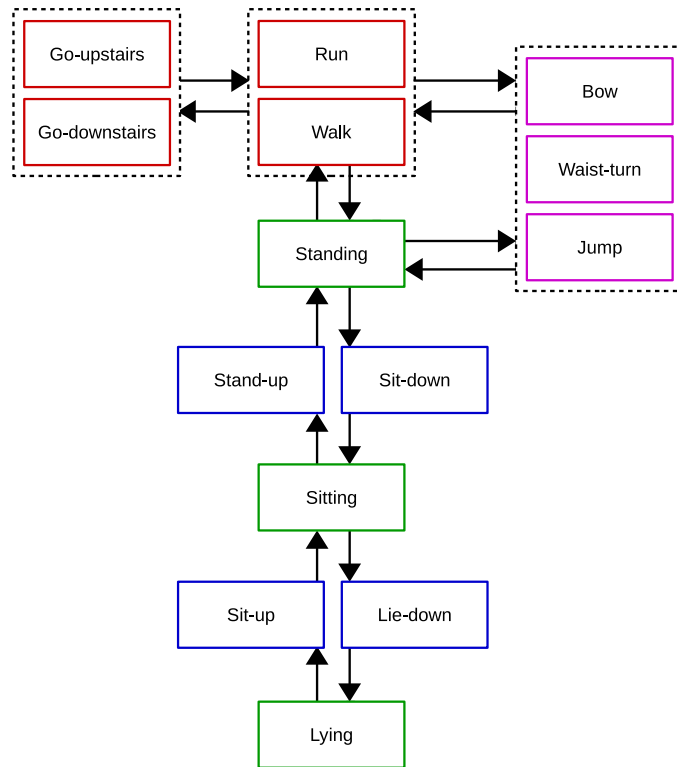 Go-upstairs
Run
Bow
Go-downstairs
Walk
Waist-turn
Standing
Jump
Stand-up
Sit-down
Sitting
Sit-up
Lie-down
Lying